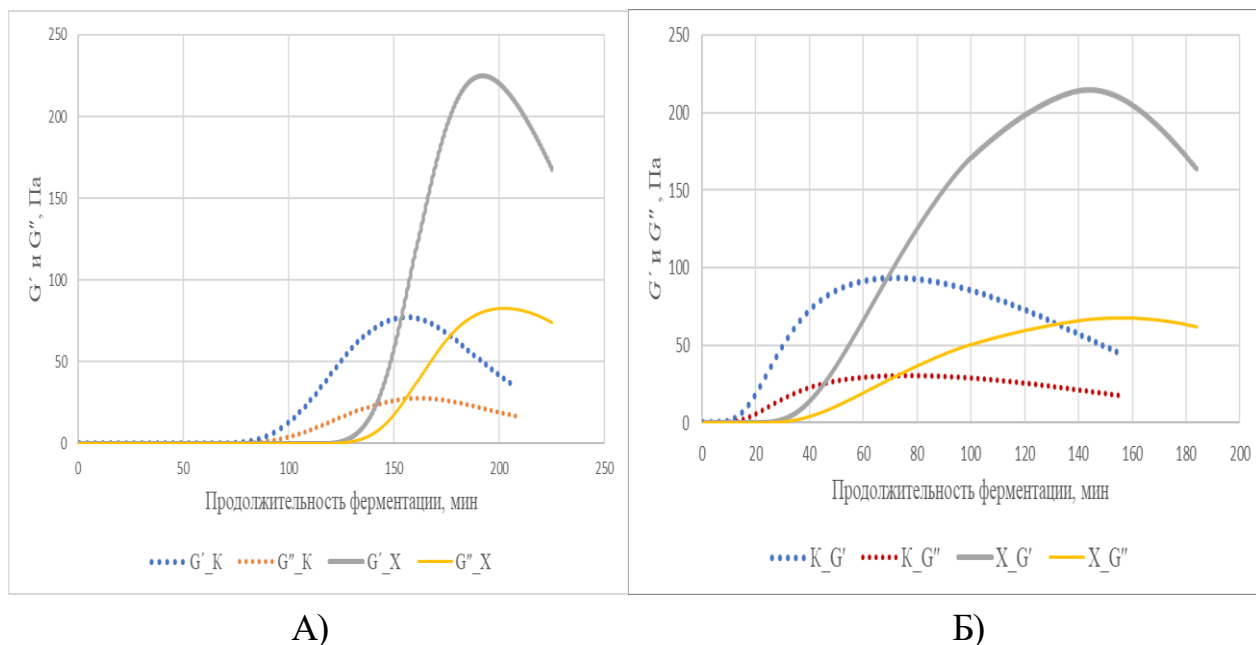 250
200
150
100
50
0
G′ и G″, Па
0 50 100 150 200 250
Продолжительность ферментации, мин
G′_К G″_К G′_Х G″_Х
А)
250
200
150
100
50
0
G′ и G″ , Па
0 20 40 60 80 100 120 140 160 180 200
Продолжительность ферментации, мин
К_G′ К_G″ Х_G′ Х_G″
Б)